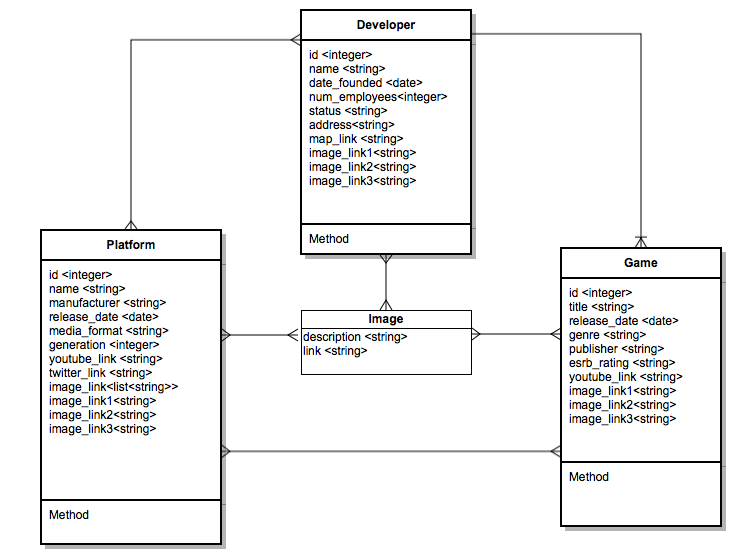 Developer
id <integer>
name <string>
date_founded <date>
num_employees<integer>
status <string>
address<string>
map_link <string>
image_link1<string>
image_link2<string>
image_link3<string>
Method
Platform
id <integer>
name <string>
manufacturer <string>
release_date <date>
media_format <string>
generation <integer>
youtube_link <string>
twitter_link <string>
image_link<list<string>>
image_link1<string>
image_link2<string>
image_link3<string>
Method
Image
description <string>
link <string>
Game
id <integer>
title <string>
release_date <date>
genre <string>
publisher <string>
esrb_rating <string>
youtube_link <string>
image_link1<string>
image_link2<string>
image_link3<string>
Method